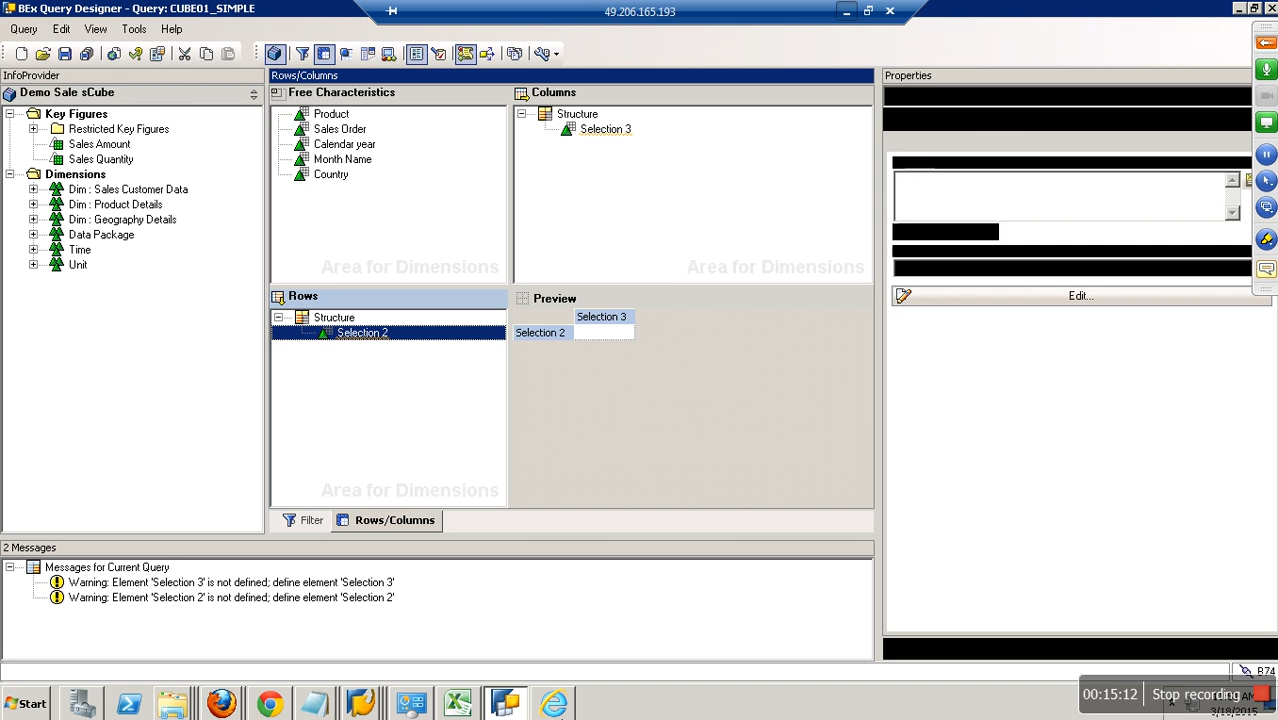 BEx Query Designer - Query: CUBE01_SIMPLE
49.206.165.193
Query Edit View Tools Help
InfoProvider
Rows/Columns
Properties
Demo Sale sCube
Free Characteristics
Columns
Key Figures
Restricted Key Figures
Sales Amount
Sales Quantity
Dimensions
Dim : Sales Customer Data
Dim : Product Details
Dim : Geography Details
Data Package
Time
Unit
Product
Sales Order
Calendar year
Month Name
Country
Area for Dimensions
Structure
Selection 3
Area for Dimensions
Rows
Structure
Selection 2
Area for Dimensions
Preview
Selection 3
Selection 2
Edit...
Filter
Rows/Columns
2 Messages
Messages for Current Query
Warning: Element 'Selection 3' is not defined; define element 'Selection 3'
Warning: Element 'Selection 2' is not defined; define element 'Selection 2'
B74
Start
00:15:12 Stop recording
3/18/2015